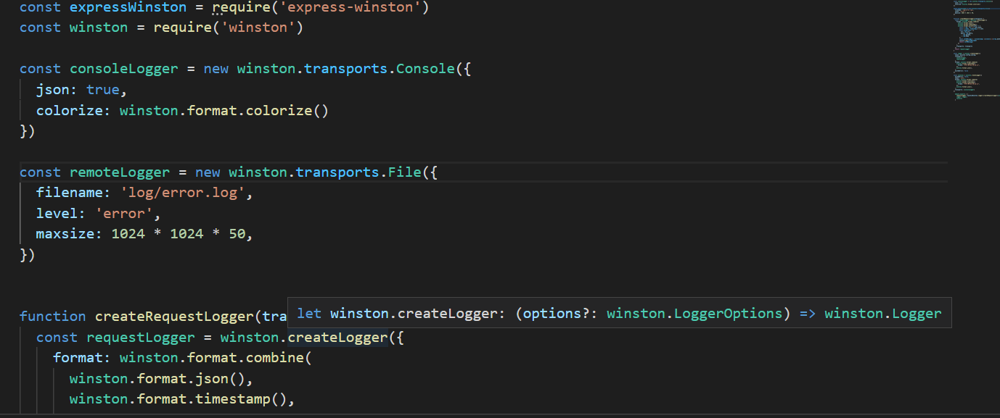 const expressWinston = require('express-winston')
const winston = require('winston')
const consoleLogger = new winston.transports.Console({
json: true,
colorize: winston.format.colorize()
})
const remoteLogger = new winston.transports.File({
filename: 'log/error.log',
level: 'error',
maxsize: 1024 * 1024 * 50,
})
let winston.createLogger: (options?: winston.LoggerOptions) => winston.Logger
function createRequestLogger(tra
const requestLogger = winston.createLogger({
format: winston.format.combine(
winston.format.json(),
winston.format.timestamp(),